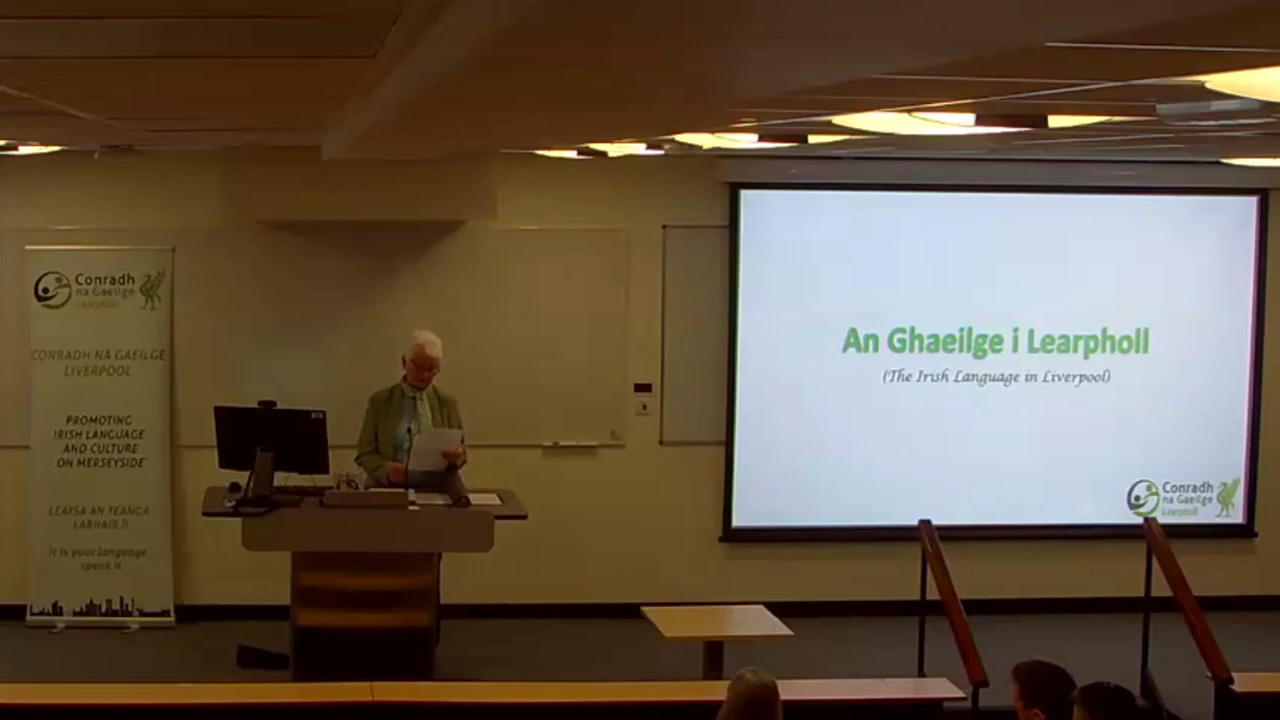 Conradh
na Gaeilge
Learpholl
CONRADH NA GAEILGE
LIVERPOOL
PROMOTING
IRISH LANGUAGE
AND CULTURE
ON MERSEYSIDE
LEATSA AN TEANGA
LABHAIR Í!
It is your language
speak it
An Ghaeilge i Learpholl
(The Irish Language in Liverpool)
Conradh
na Gaeilge
Learpholl